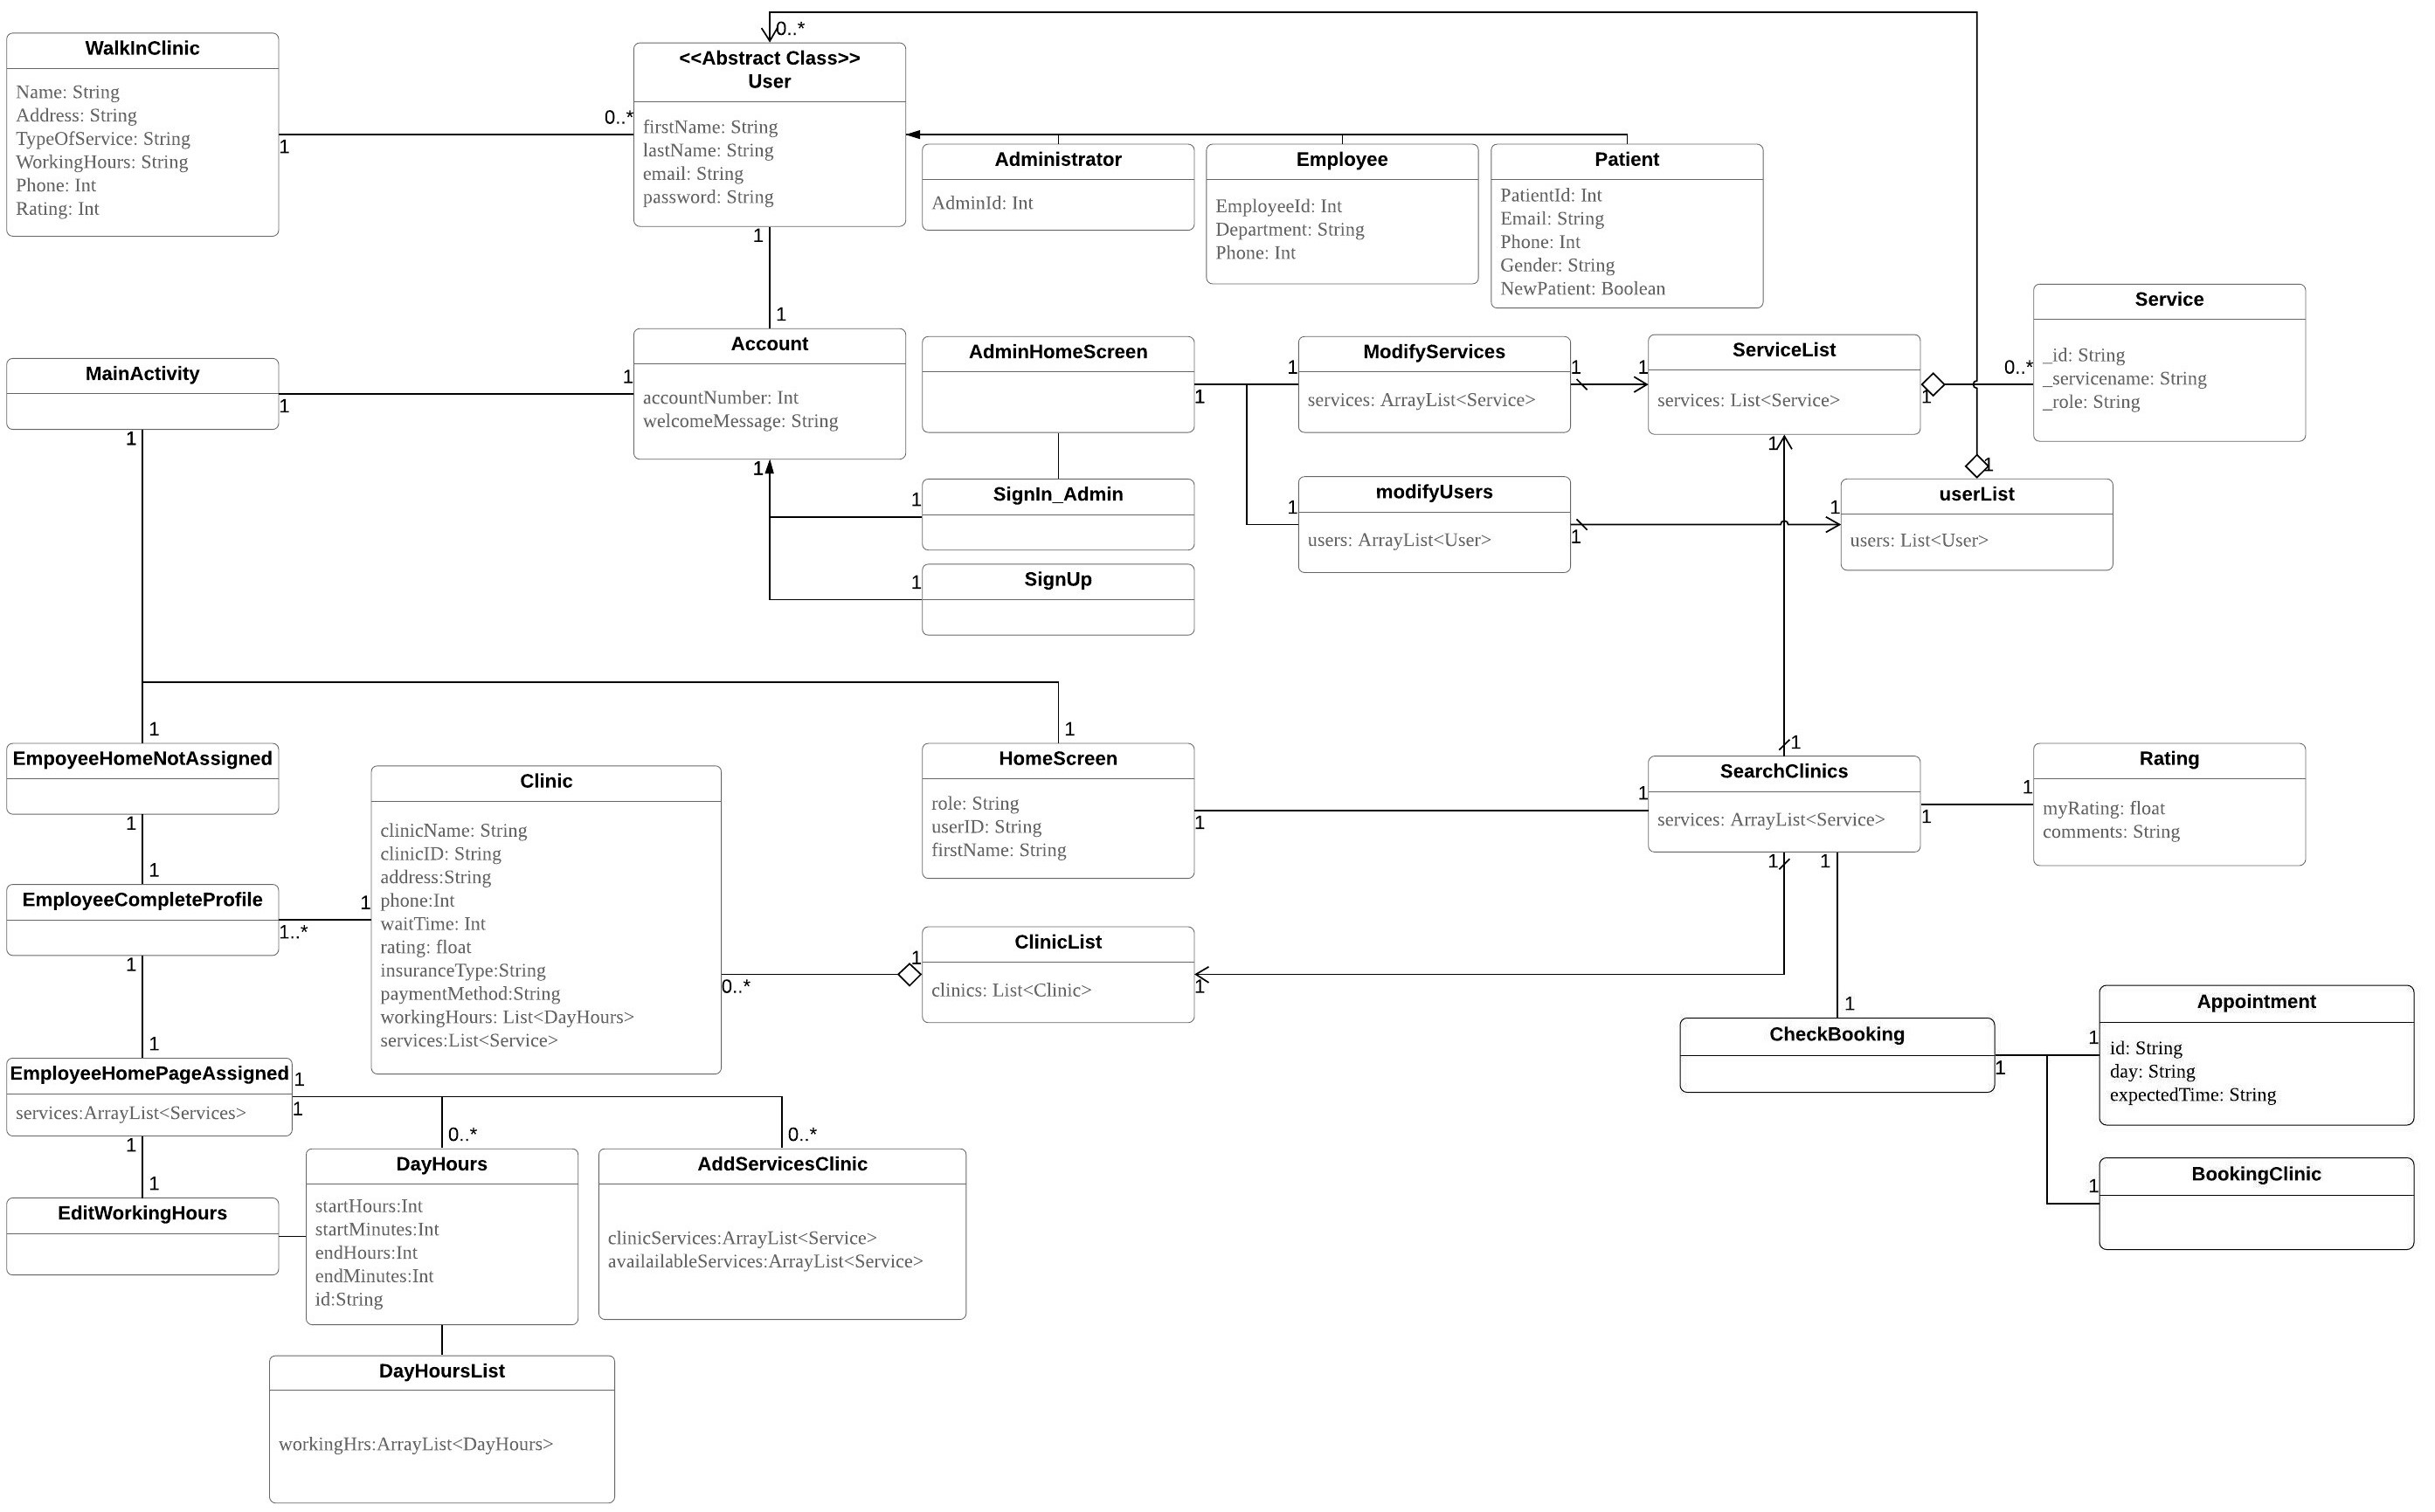 0..*
WalkInClinic
Name: String
Address: String
TypeOfService: String
WorkingHours: String
Phone: Int
Rating: Int
1
0..*
<<Abstract Class>>
User
firstName: String
lastName: String
email: String
password: String
1
Administrator
AdminId: Int
Employee
EmployeeId: Int
Department: String
Phone: Int
Patient
PatientId: Int
Email: String
Phone: Int
Gender: String
NewPatient: Boolean
MainActivity
1
1
1
1
Account
accountNumber: Int
welcomeMessage: String
1
AdminHomeScreen
1
SignIn_Admin
1
SignUp
1
1
ModifyServices
services: ArrayList<Service>
1
1
modifyUsers
users: ArrayList<User>
1
1
ServiceList
services: List<Service>
1
1
0..*
Service
_id: String
_servicename: String
_role: String
1
1
userList
users: List<User>
1
EmpoyeeHomeNotAssigned
1
1
EmployeeCompleteProfile
1..*
1
1
Clinic
clinicName: String
clinicID: String
address:String
phone:Int
waitTime: Int
rating: float
insuranceType:String
paymentMethod:String
workingHours: List<DayHours>
services:List<Service>
0..*
1
HomeScreen
role: String
userID: String
firstName: String
1
1
ClinicList
clinics: List<Clinic>
1
1
1
SearchClinics
services: ArrayList<Service>
1
1
1
1
Rating
myRating: float
comments: String
1
CheckBooking
1
1
Appointment
id: String
day: String
expectedTime: String
1
BookingClinic
1
EmployeeHomePageAssigned
services:ArrayList<Services>
1
1
1
1
EditWorkingHours
0..*
DayHours
startHours:Int
startMinutes:Int
endHours:Int
endMinutes:Int
id:String
0..*
AddServicesClinic
clinicServices:ArrayList<Service>
availailableServices:ArrayList<Service>
DayHoursList
workingHrs:ArrayList<DayHours>